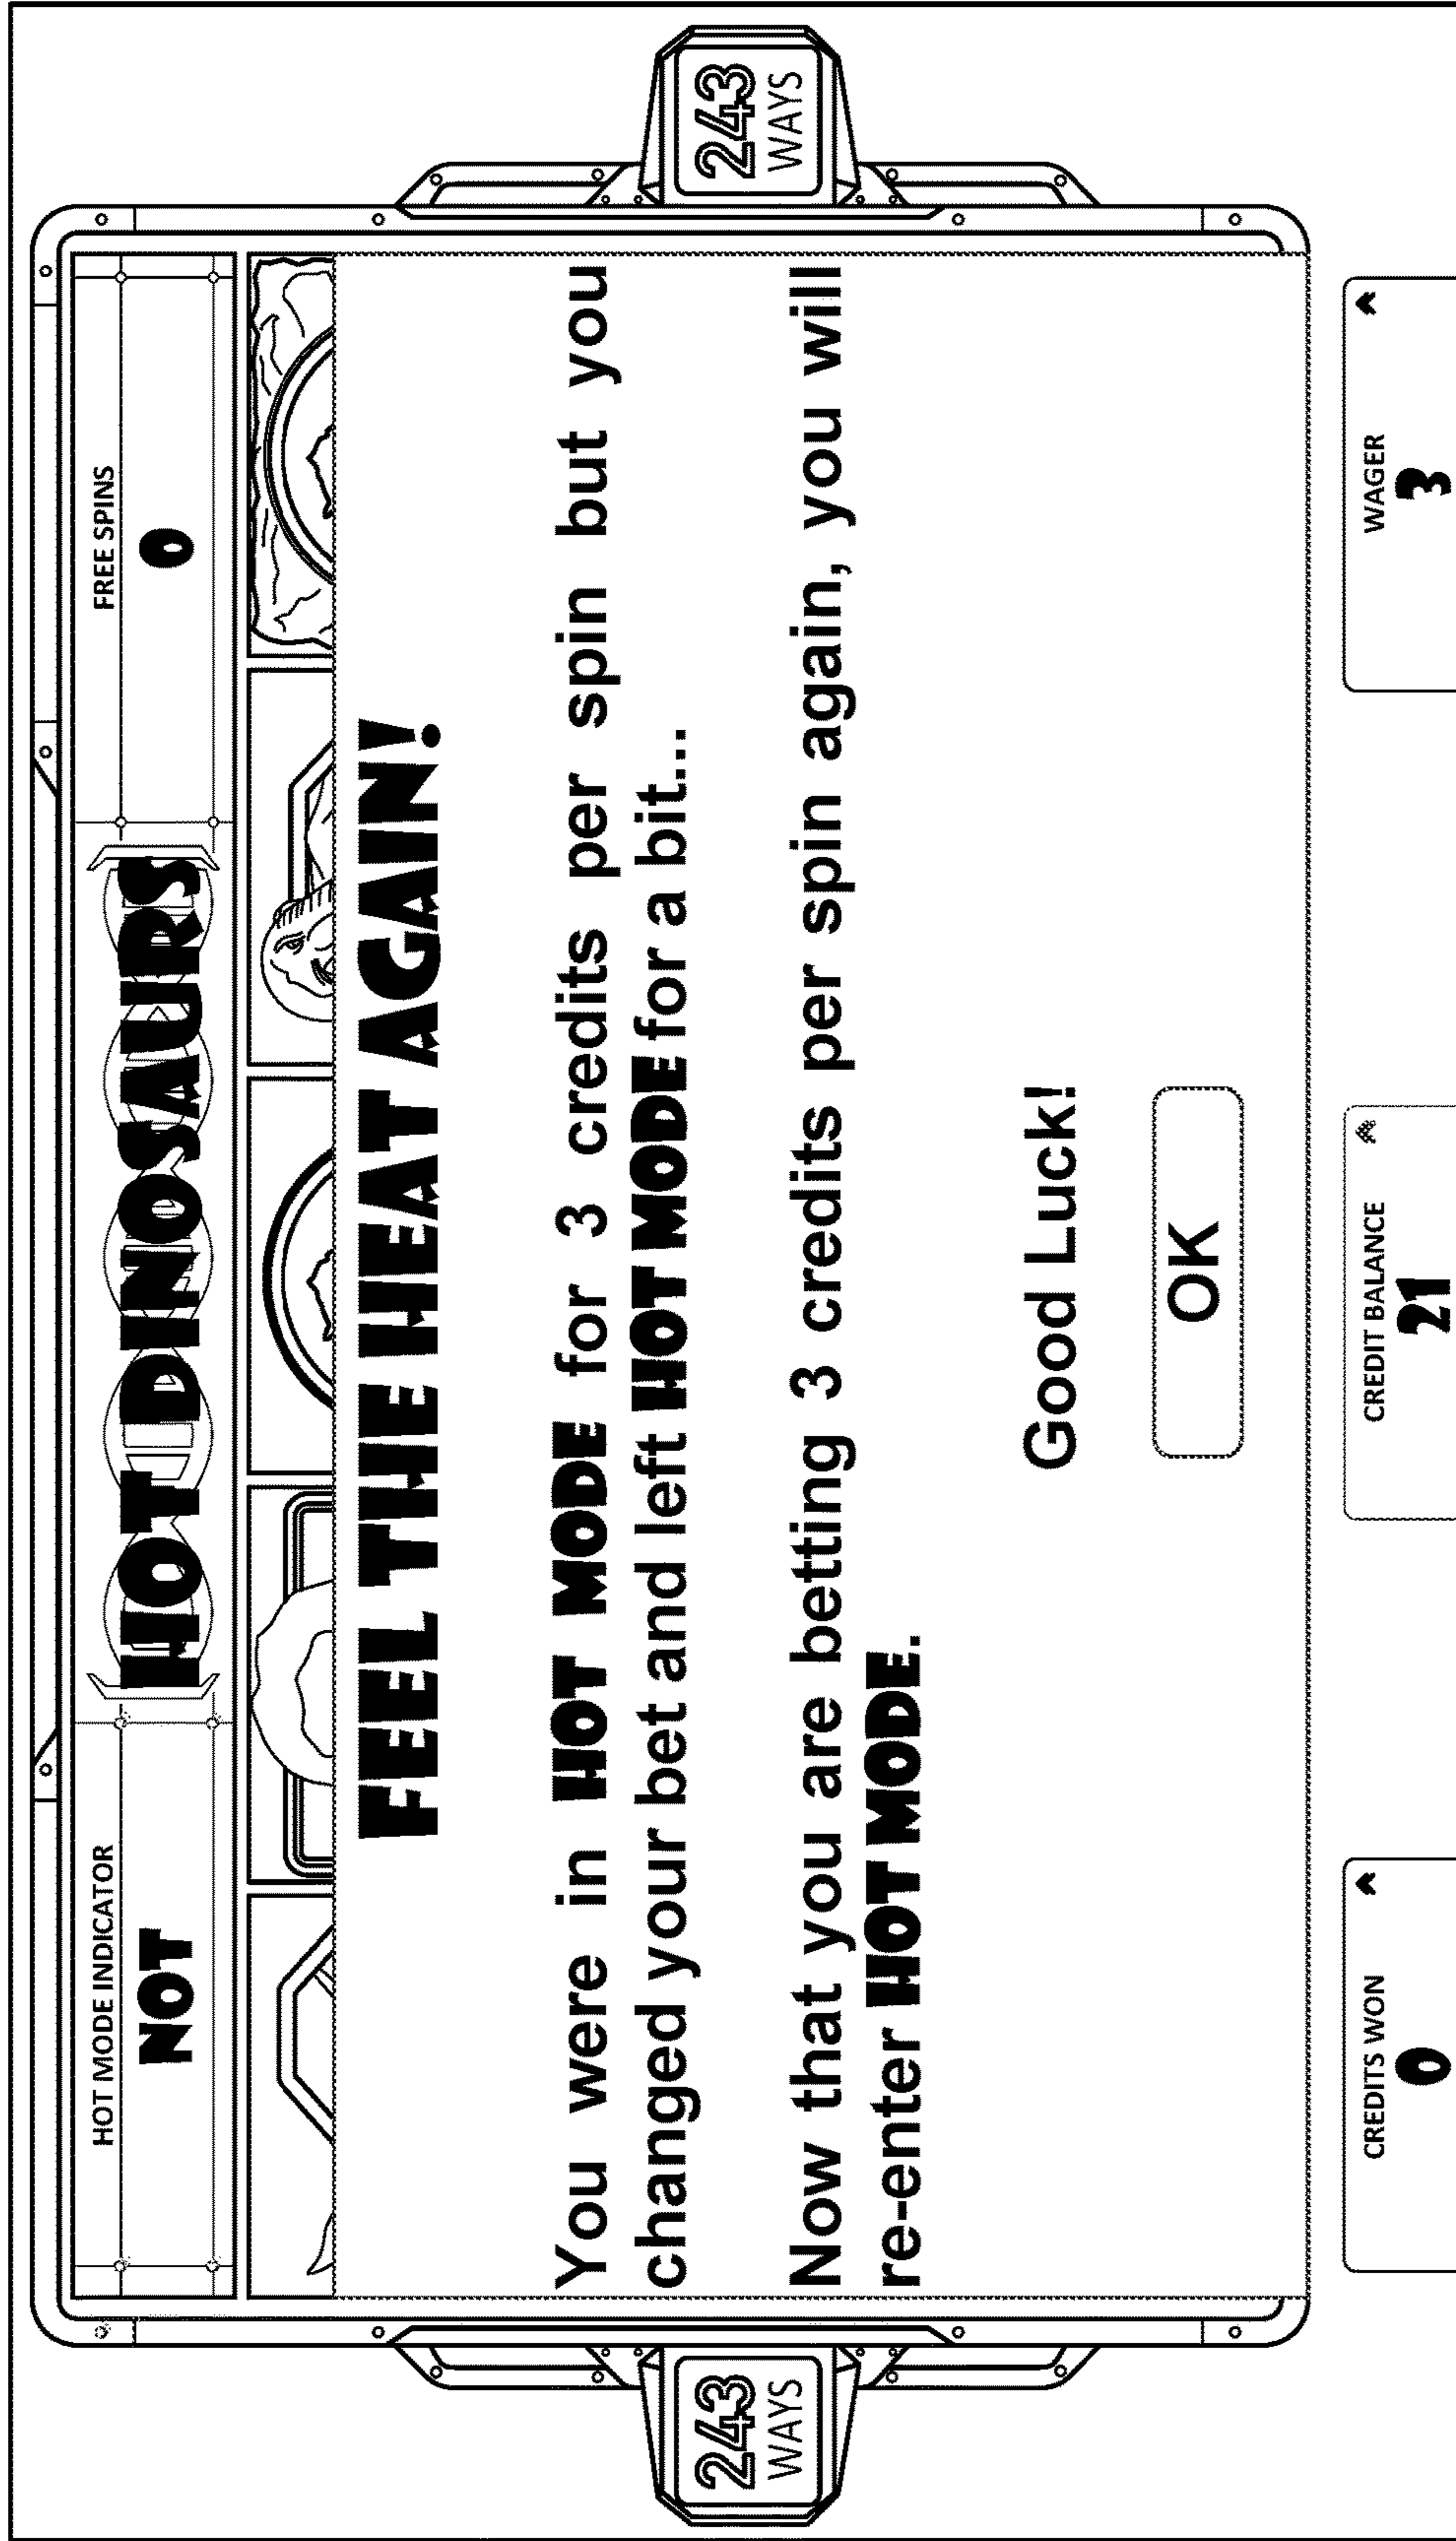 HOT MODE INDICATOR
NOT
HOT DINOSAURS
FREE SPINS
0
243
WAYS
243
WAYS
FEEL THE HEAT AGAIN!
You were in HOT MODE for 3 credits per spin but you
changed your bet and left HOT MODE for a bit...
Now that you are betting 3 credits per spin again, you will
re-enter HOT MODE.
Good Luck!
OK
CREDITS WON
0
CREDIT BALANCE
21
WAGER
3